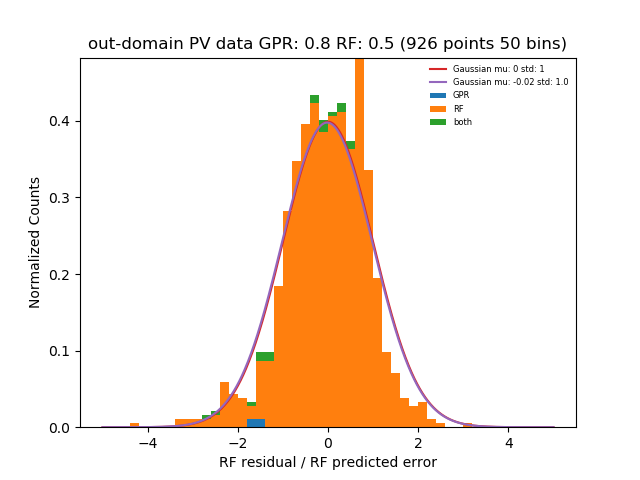 out-domain PV data GPR: 0.8 RF: 0.5 (926 points 50 bins)
Gaussian mu: 0 std: 1
Gaussian mu: -0.02 std: 1.0
GPR
RF
both
Normalized Counts
0.4
0.3
0.2
0.1
0.0
−4
−2
0
2
4
RF residual / RF predicted error